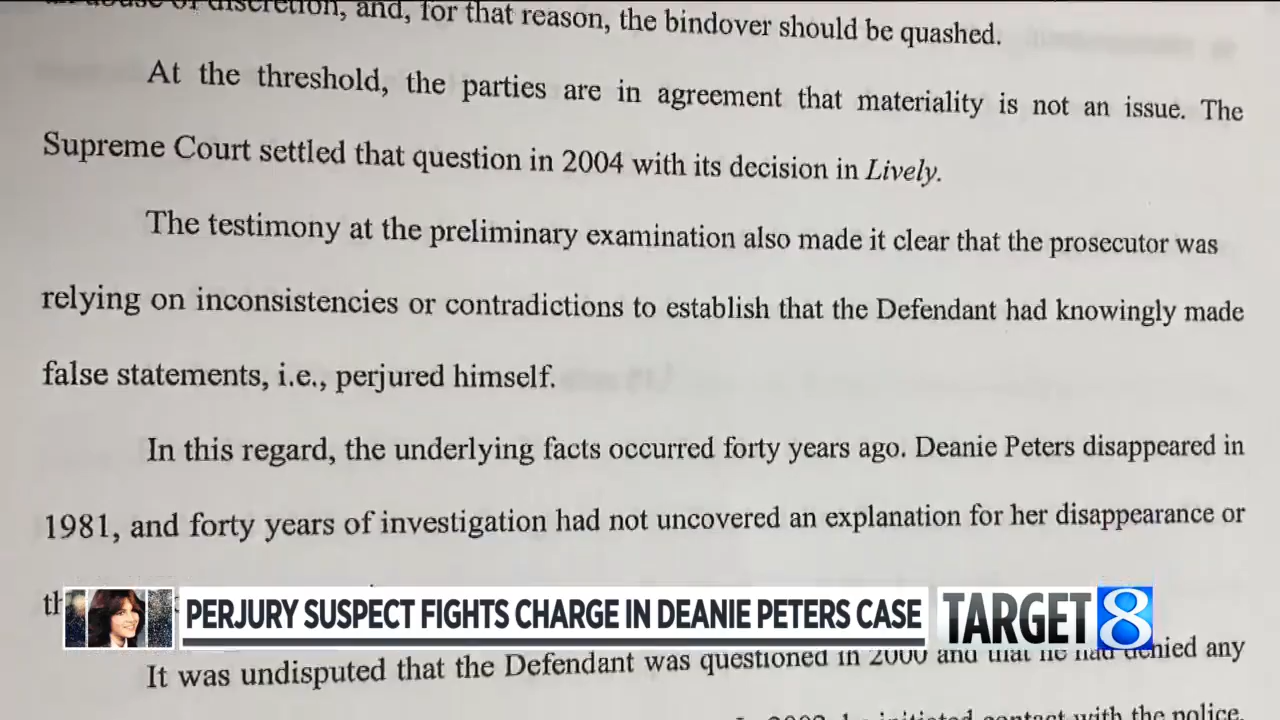 discretion, and, for that reason, the bindover should be quashed.
At the threshold, the parties are in agreement that materiality is not an issue. The
Supreme Court settled that question in 2004 with its decision in Lively.
The testimony at the preliminary examination also made it clear that the prosecutor was
relying on inconsistencies or contradictions to establish that the Defendant had knowingly made
false statements, i.e., perjured himself.
In this regard, the underlying facts occurred forty years ago. Deanie Peters disappeared in
1981, and forty years of investigation had not uncovered an explanation for her disappearance or
PERJURY SUSPECT FIGHTS CHARGE IN DEANIE PETERS CASE
TARGET 8
It was undisputed that the Defendant was questioned in 2000 and that he had denied any
initiated contact with the police.